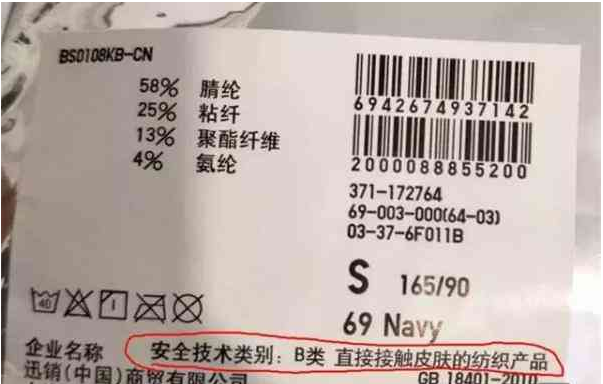 BS0108KB-CN
58% 腈纶
25% 粘纤
13% 聚酯纤维
4% 氨纶
6942674937142
2000088855200
371-172764
69-003-000(64-03)
03-37-6F011B
S 165/90
69 Navy
40
企业名称 安全技术类别：B类 直接接触皮肤的纺织产品
迅销(中国)商贸有限公司 GB 18401-2010